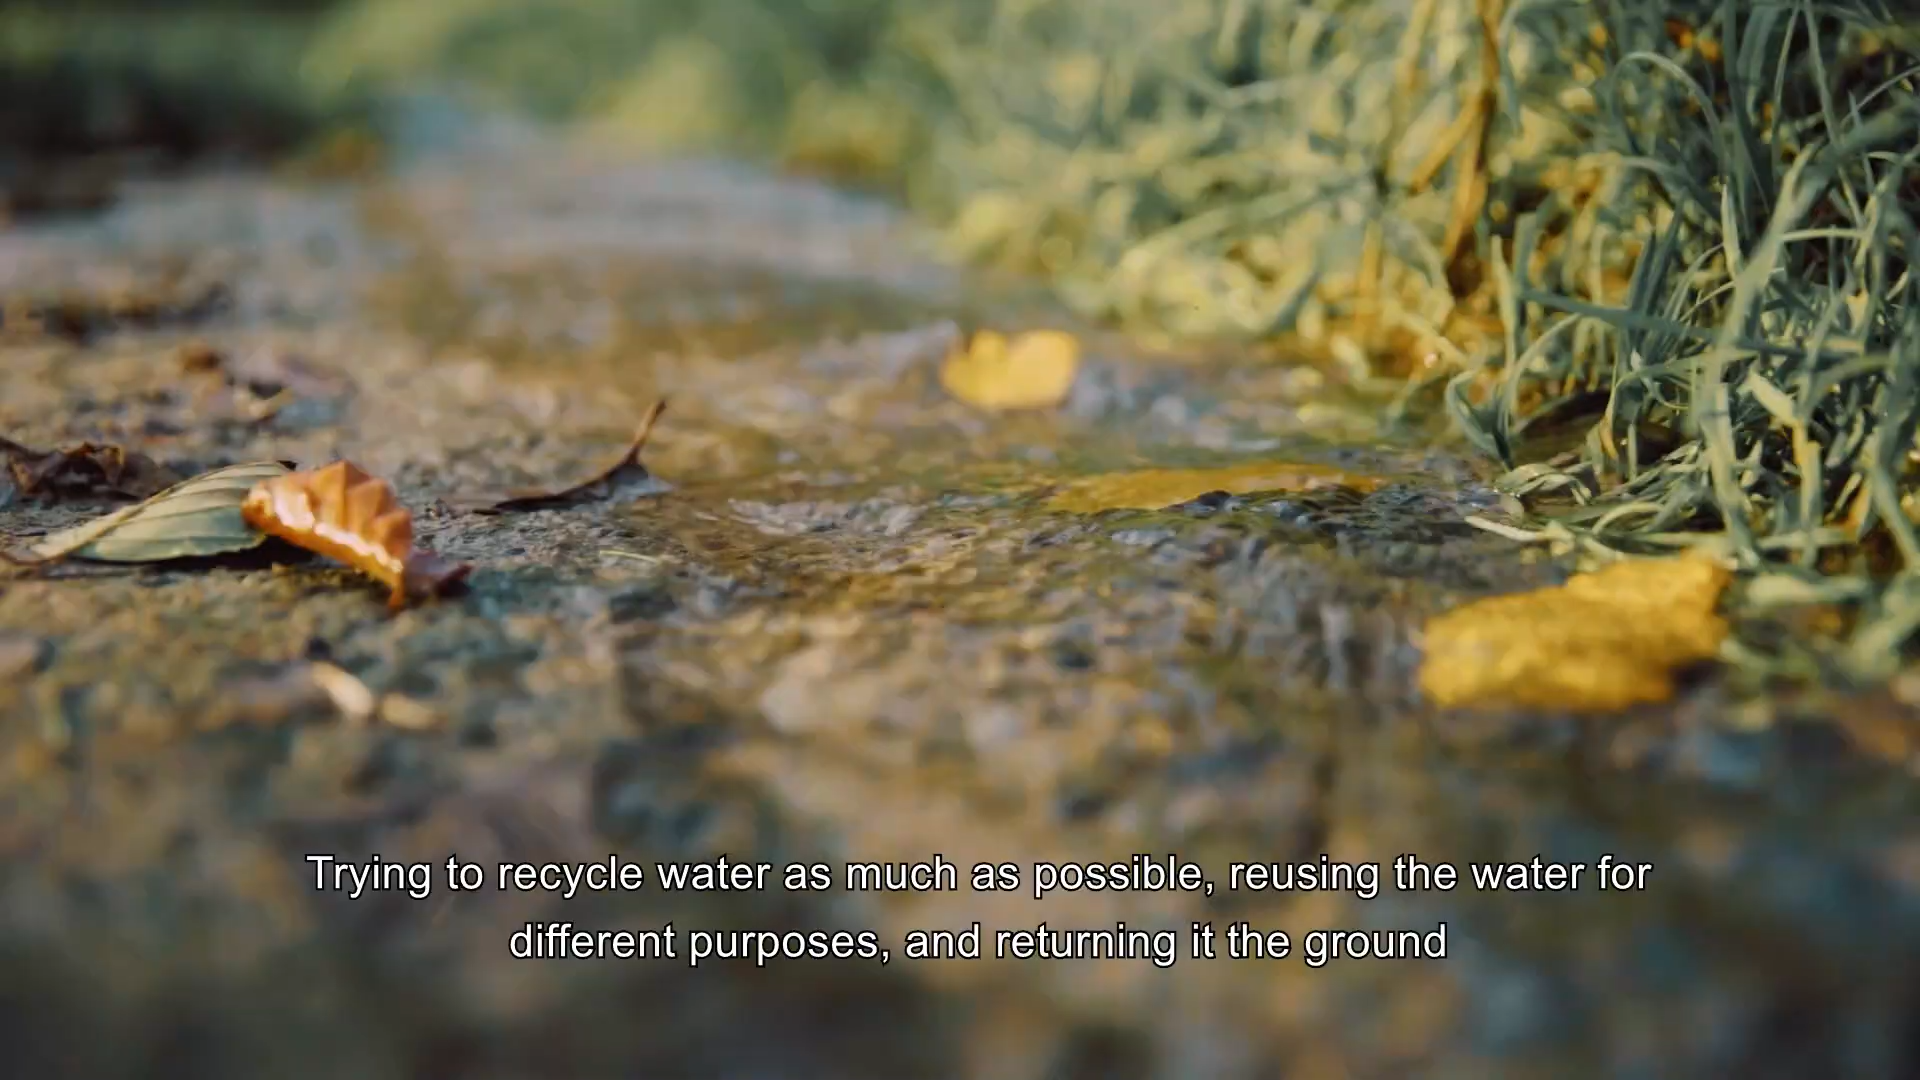 Trying to recycle water as much as possible, reusing the water for
different purposes, and returning it the ground